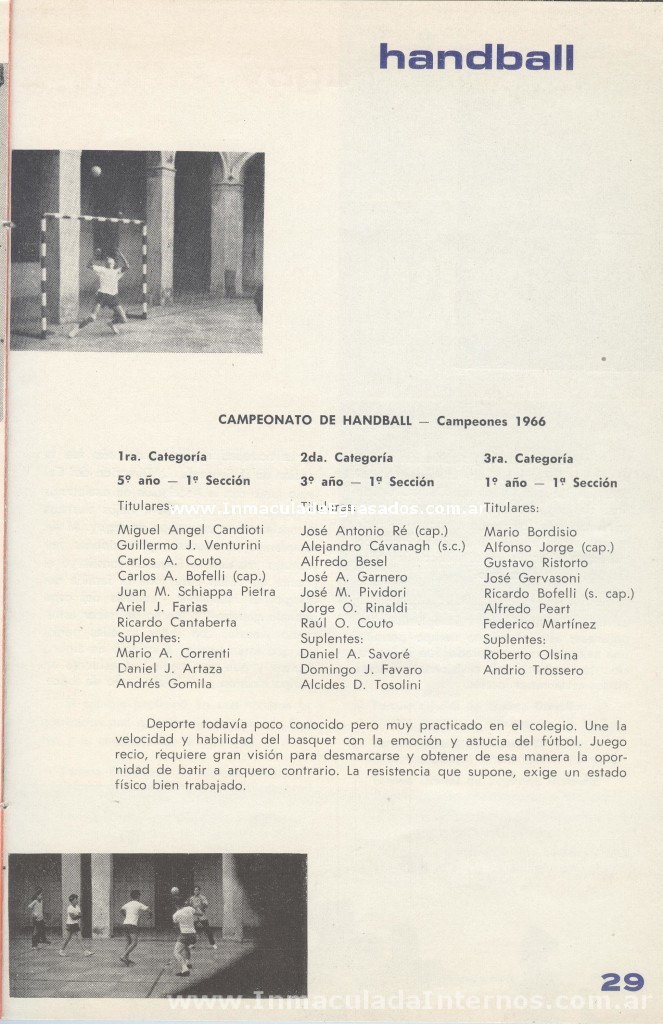 handball
CAMPEONATO DE HANDBALL — Campeones 1966
1ra. Categoría
5º año — 1ª Sección
Titulares:
Miguel Angel Candioti
Guillermo J. Venturini
Carlos A. Couto
Carlos A. Bofelli (cap.)
Juan M. Schiappa Pietra
Ariel J. Farias
Ricardo Cantaberta
Suplentes:
Mario A. Correnti
Daniel J. Artaza
Andrés Gomila
2da. Categoría
3º año — 1ª Sección
Titulares:
José Antonio Ré (cap.)
Alejandro Cávanagh (s.c.)
Alfredo Besel
José A. Garnero
José M. Pividori
Jorge O. Rinaldi
Raúl O. Couto
Suplentes:
Daniel A. Savoré
Domingo J. Favaro
Alcides D. Tosolini
3ra. Categoría
1º año — 1ª Sección
Titulares:
Mario Bordisio
Alfonso Jorge (cap.)
Gustavo Ristorto
José Gervasoni
Ricardo Bofelli (s. cap.)
Alfredo Peart
Federico Martínez
Suplentes:
Roberto Olsina
Andrio Trossero
www.InmaculadaEgresados.com.ar
Deporte todavía poco conocido pero muy practicado en el colegio. Une la
velocidad y habilidad del basquet con la emoción y astucia del fútbol. Juego
recio, requiere gran visión para desmarcarse y obtener de esa manera la opor-
nidad de batir a arquero contrario. La resistencia que supone, exige un estado
físico bien trabajado.
29
www.InmaculadaInternos.com.ar